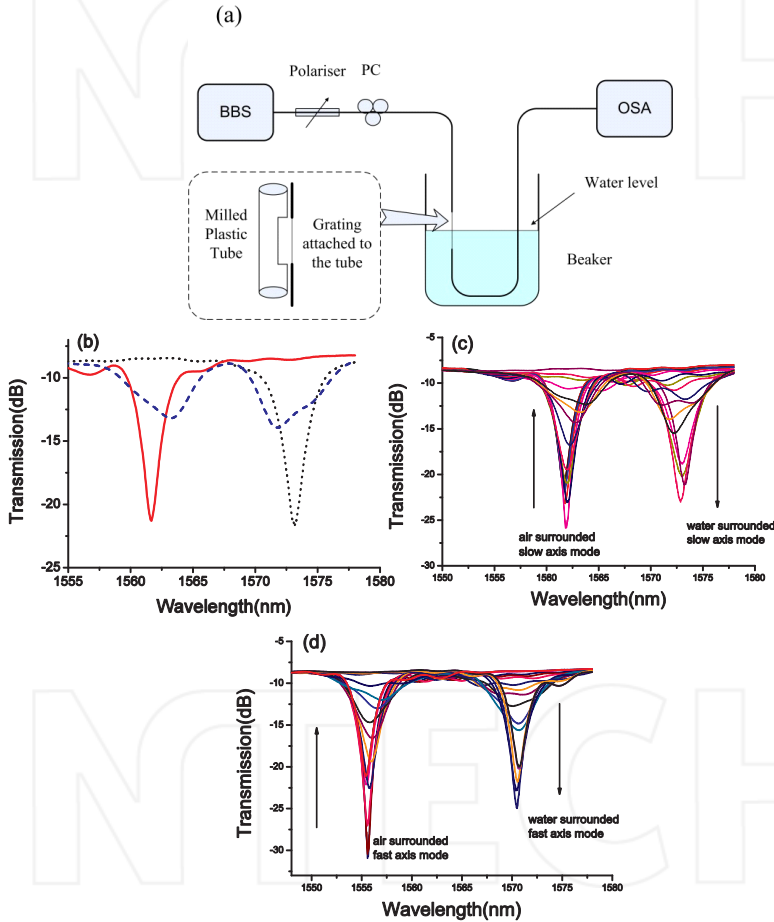 (a)
Polariser PC
BBS
OSA
Water level
Milled
Plastic
Tube
Grating
attached to
the tube
Beaker
(b)
Transmission(dB)
-10
-15
-20
-25
1555 1560 1565 1570 1575 1580
Wavelength(nm)
(c)
Transmission(dB)
-5
-10
-15
-20
-25
-30
air surrounded
slow axis mode
water surrounded
slow axis mode
1550 1555 1560 1565 1570 1575 1580
Wavelength(nm)
(d)
Transmission(dB)
-5
-10
-15
-20
-25
-30
air surrounded
fast axis mode
water surrounded
fast axis mode
1550 1555 1560 1565 1570 1575 1580
Wavelength(nm)